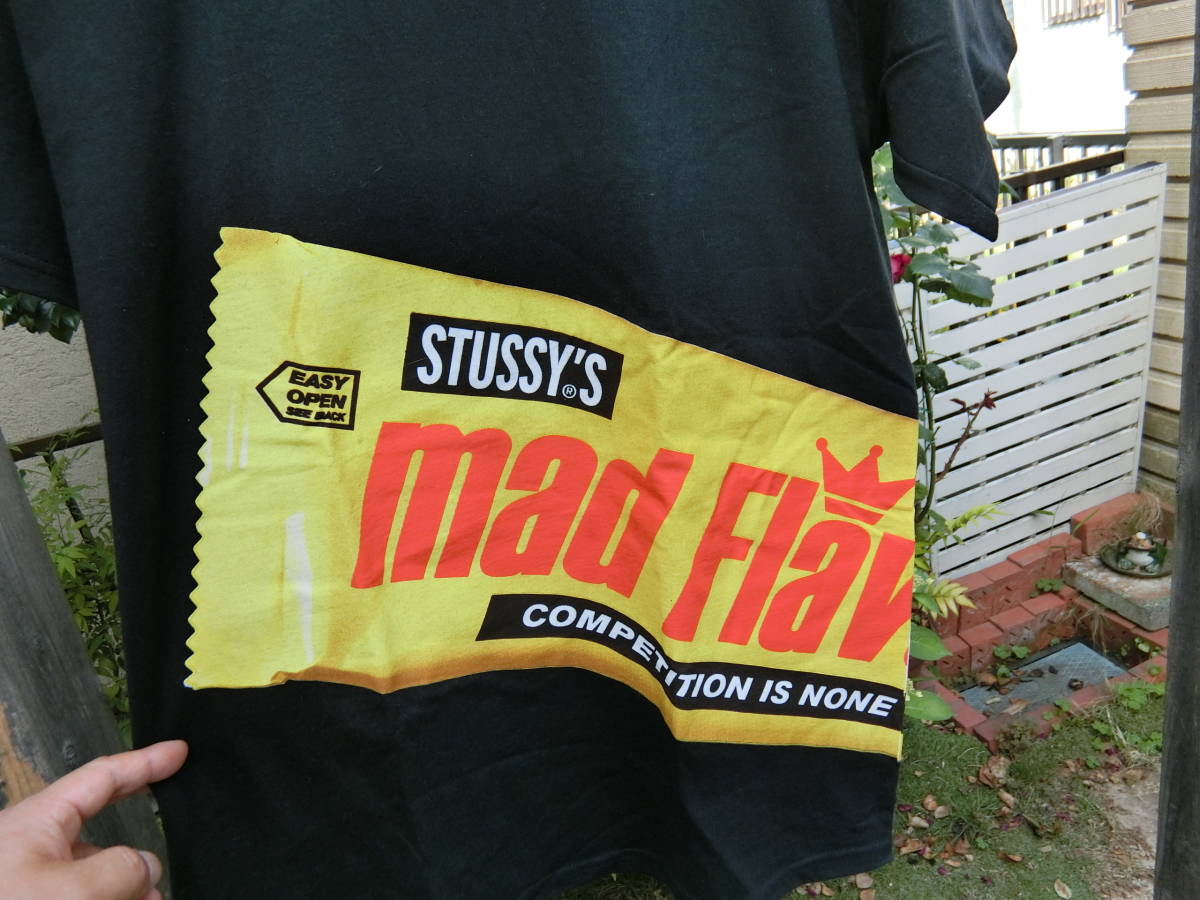 STUSSY®'S
EASY
OPEN
SEE BACK
mad Flav
COMPETITION IS NONE